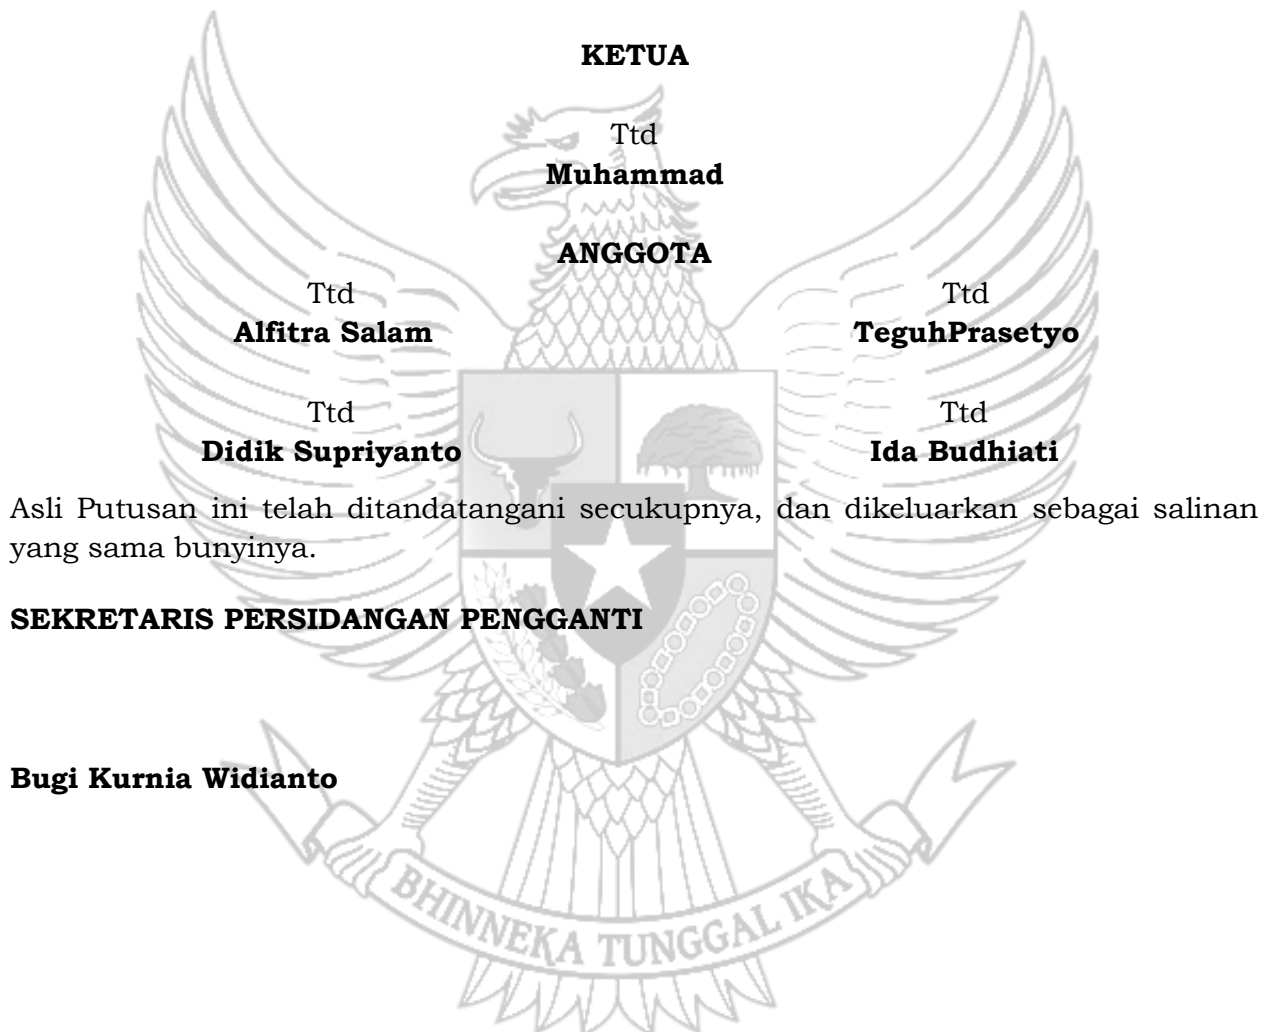 KETUA
Ttd
Muhammad
ANGGOTA
Ttd Ttd
Alfitra Salam TeguhPrasetyo
Ttd Ttd
Didik Supriyanto Ida Budhiati
Asli Putusan ini telah ditandatangani secukupnya, dan dikeluarkan sebagai salinan
yang sama bunyinya.
SEKRETARIS PERSIDANGAN PENGGANTI
Bugi Kurnia Widianto
BHINNEKA TUNGGAL IKA